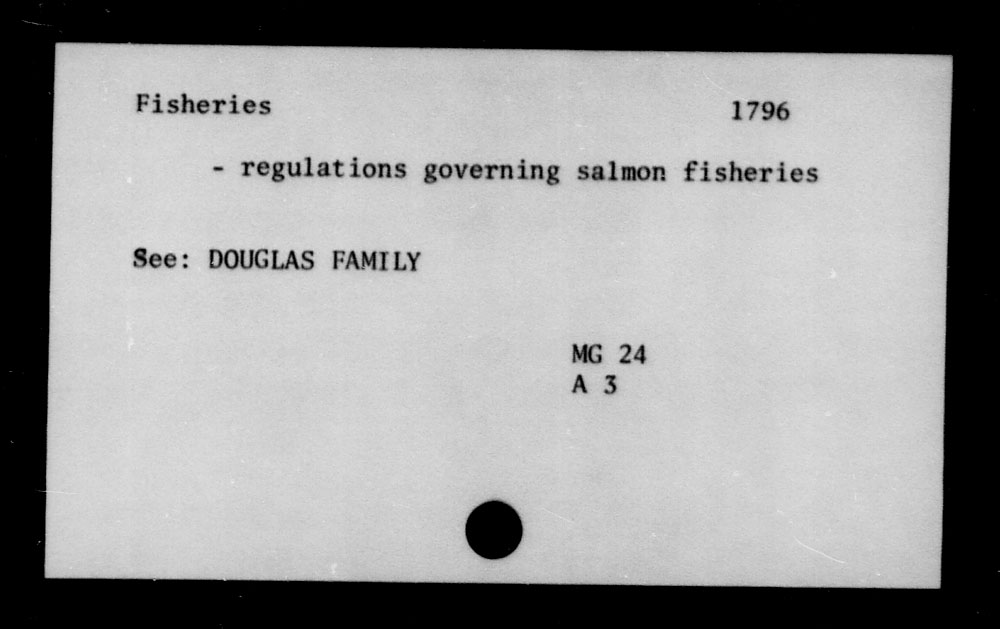 Fisheries 1796
- regulations governing salmon fisheries
See: DOUGLAS FAMILY
MG 24
A 3